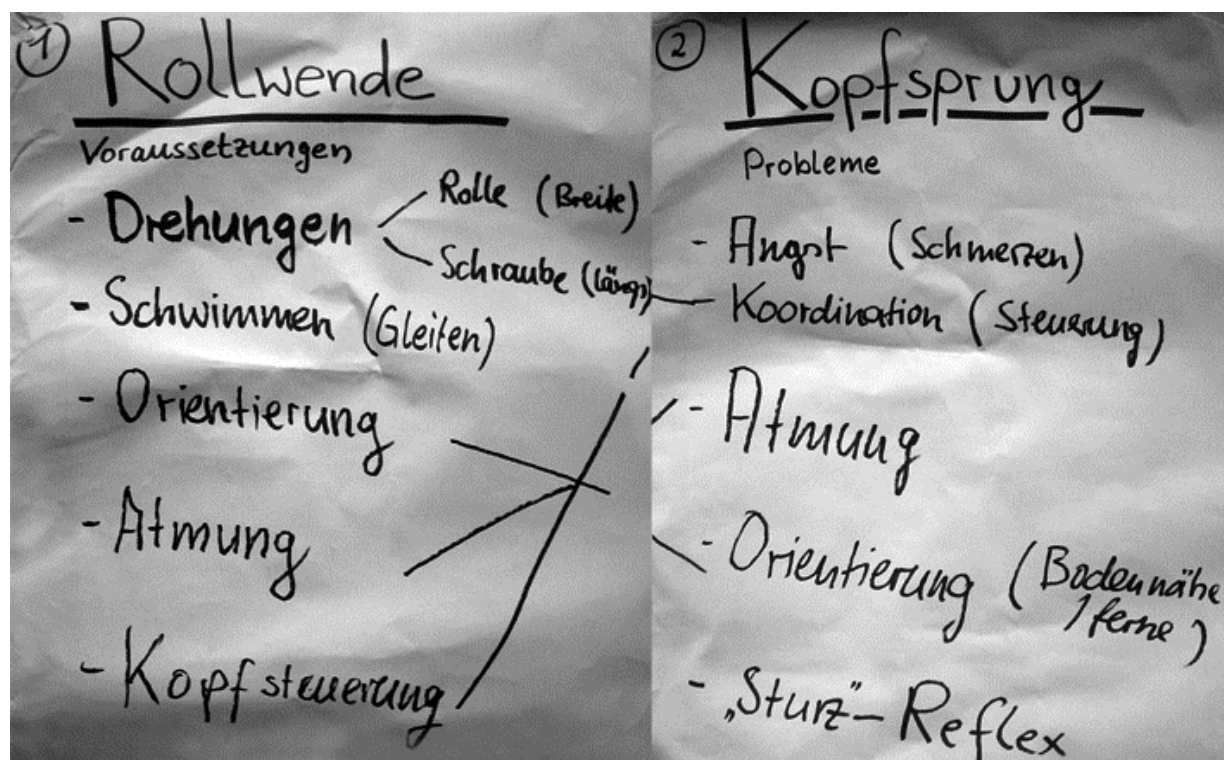 ① Rollwende
Voraussetzungen
- Drehungen
Rolle (Breite)
Schraube (längs)
- Schwimmen (Gleiten)
- Orientierung
- Atmung
- Kopfsteuerung
② Kopfsprung
Probleme
- Angst (Schmerzen)
- Koordination (Steuerung)
- Atmung
- Orientierung (Bodennähe
/ferne)
- „Sturz"-Reflex